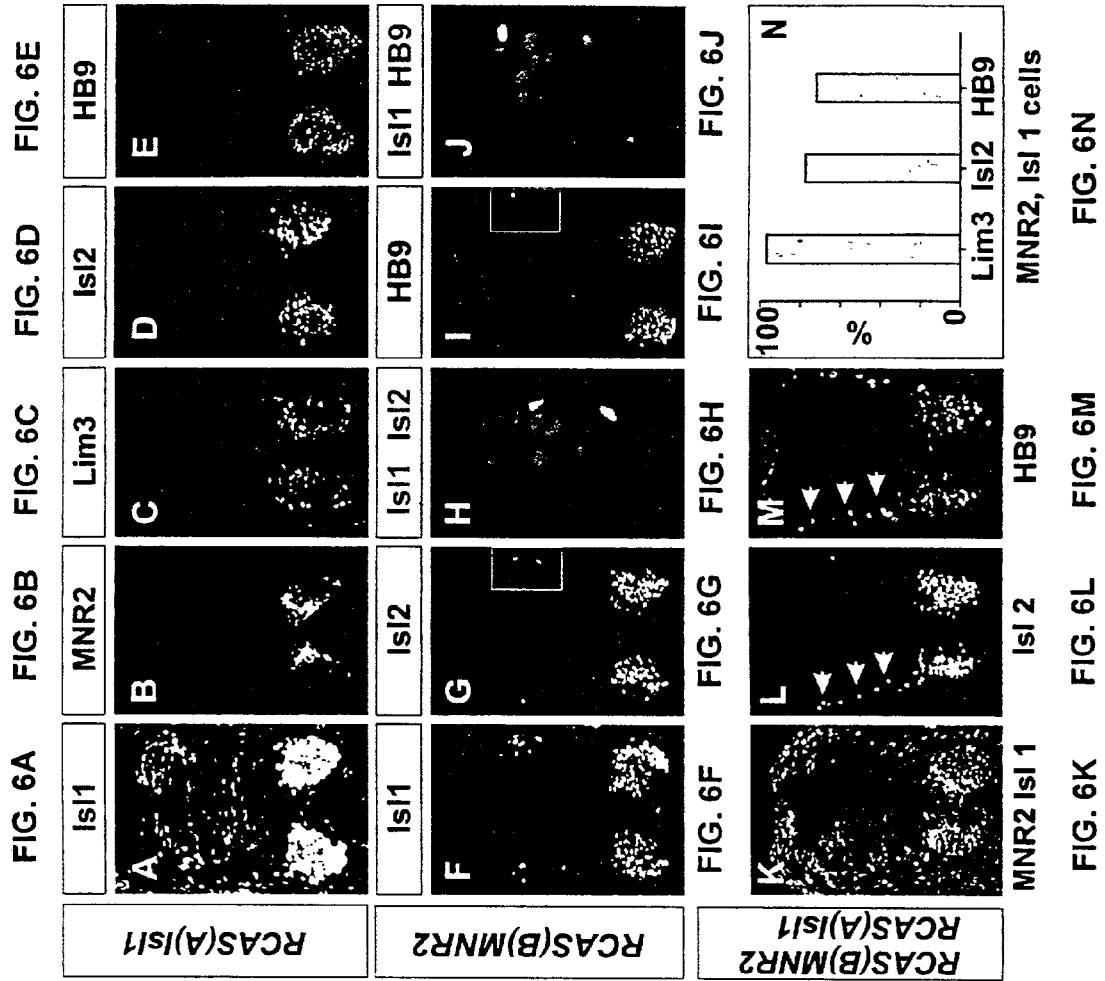 FIG. 6A
FIG. 6B
FIG. 6C
FIG. 6D
FIG. 6E
Isl1
MNR2
Lim3
Isl2
HB9
RCAS(A)Isl1
A
B
C
D
E
Isl1
Isl2
Isl1 Isl2
HB9
Isl1 HB9
RCAS(B)MNR2
F
G
H
I
J
FIG. 6F
FIG. 6G
FIG. 6H
FIG. 6I
FIG. 6J
RCAS(B)MNR2
RCAS(A)Isl1
K
L
M
N
100
%
0
Lim3 Isl2 HB9
MNR2 Isl 1
Isl 2
HB9
MNR2, Isl 1 cells
FIG. 6K
FIG. 6L
FIG. 6M
FIG. 6N